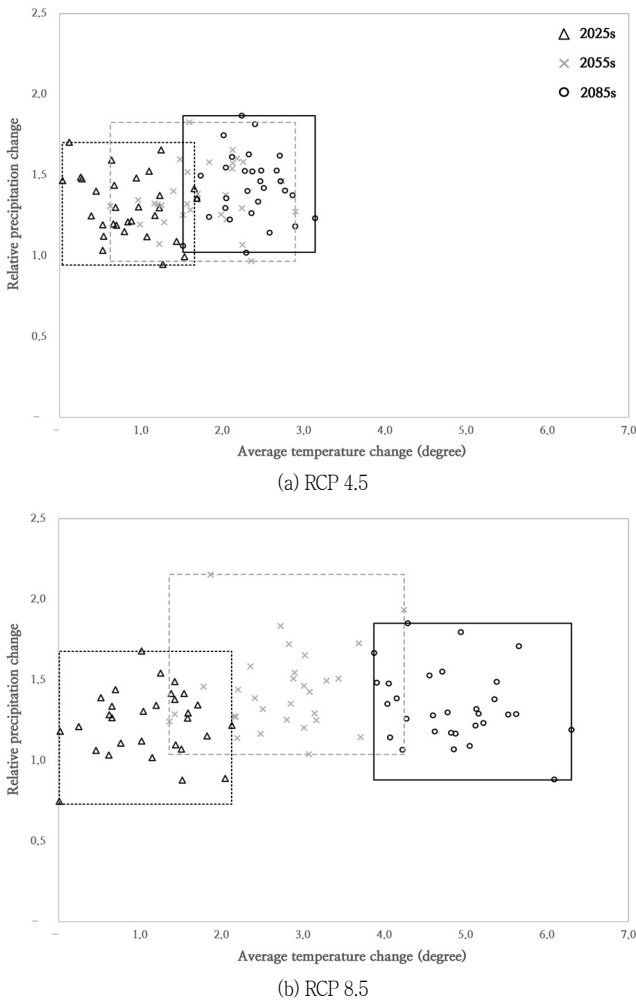 2,5
2025s
2055s
2,0
2085s
1,5
1,0
0,5
–
– 1,0 2,0 3,0 4,0 5,0 6,0 7,0
Relative precipitation change
Average temperature change (degree)
(a) RCP 4.5
2,5
2,0
1,5
1,0
0,5
–
– 1,0 2,0 3,0 4,0 5,0 6,0 7,0
Relative precipitation change
Average temperature change (degree)
(b) RCP 8.5